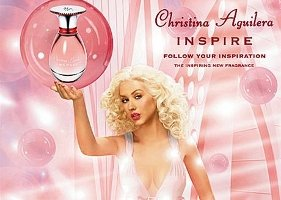 Christina Aguilera
INSPIRE
FOLLOW YOUR INSPIRATION
THE INSPIRING NEW FRAGRANCE